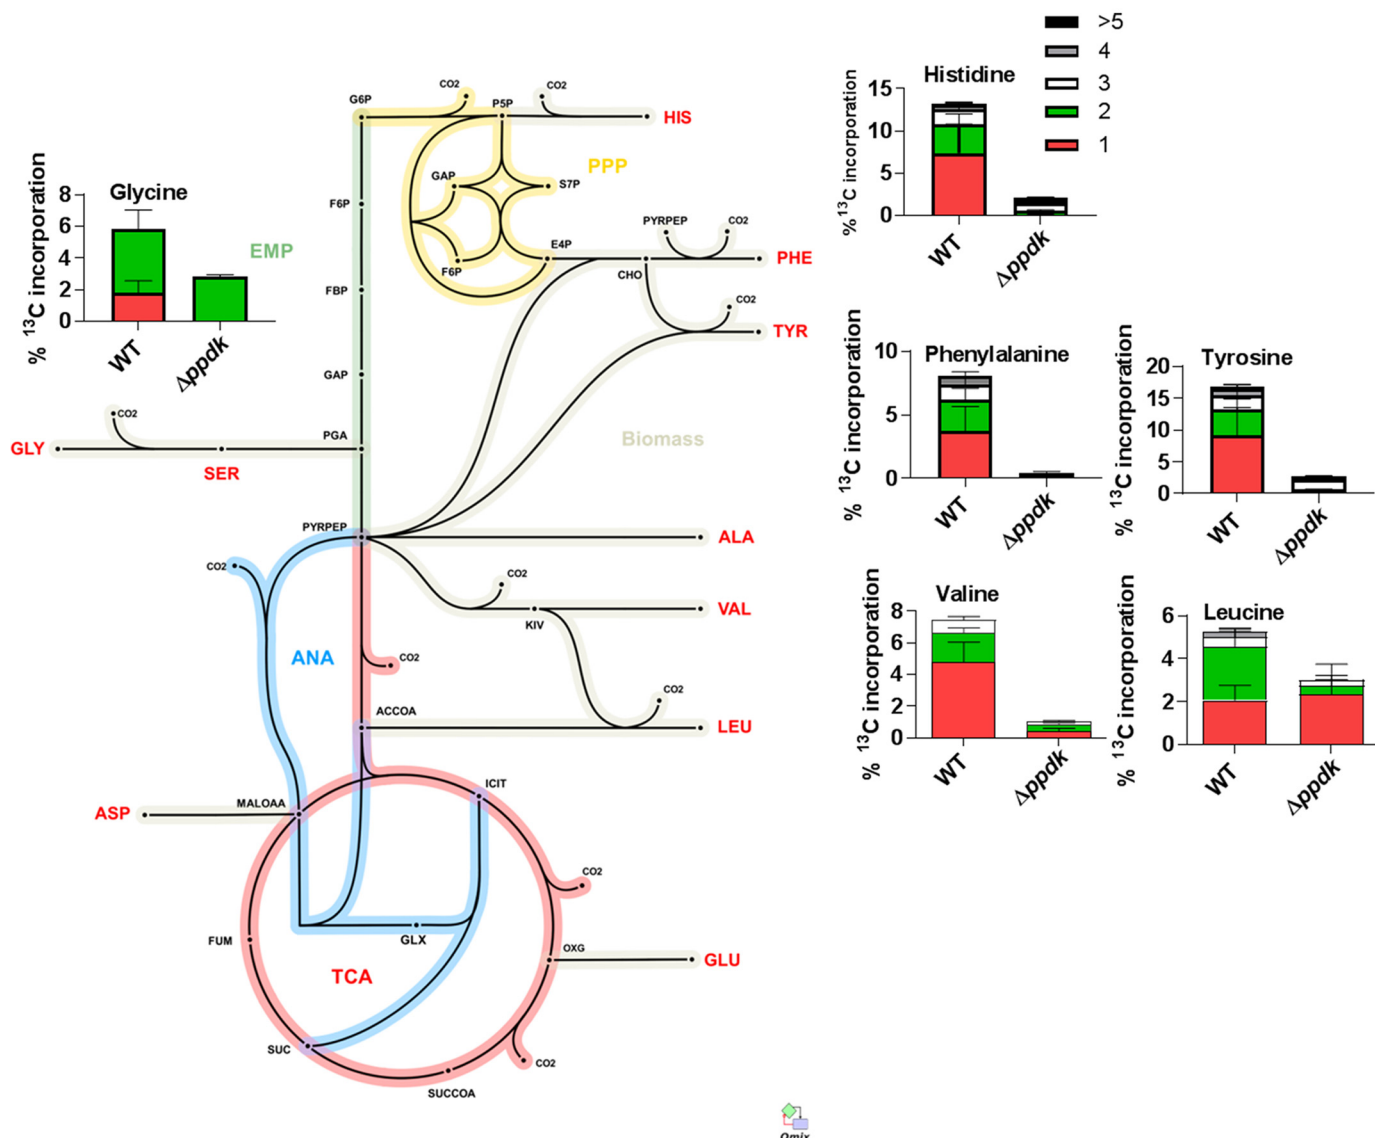 >5
4
3
2
1
Histidine
% 13C incorporation
15
10
5
0
WT
Δppdk
CO2
CO2
G6P
P5P
HIS
PPP
GAP
S7P
F6P
F6P
E4P
PYRPEP
CO2
CHO
PHE
CO2
TYR
Glycine
% 13C incorporation
8
6
4
2
0
WT
Δppdk
EMP
FBP
GAP
CO2
PGA
GLY
SER
Biomass
Phenylalanine
% 13C incorporation
10
5
0
WT
Δppdk
Tyrosine
% 13C incorporation
20
15
10
5
0
WT
Δppdk
PYRPEP
ALA
CO2
CO2
VAL
KIV
ANA
CO2
CO2
ACCOA
LEU
Valine
% 13C incorporation
8
6
4
2
0
WT
Δppdk
Leucine
% 13C incorporation
6
4
2
0
WT
Δppdk
ICIT
MALOAA
ASP
CO2
FUM
GLX
OXG
GLU
TCA
SUC
CO2
SUCCOA
Omix